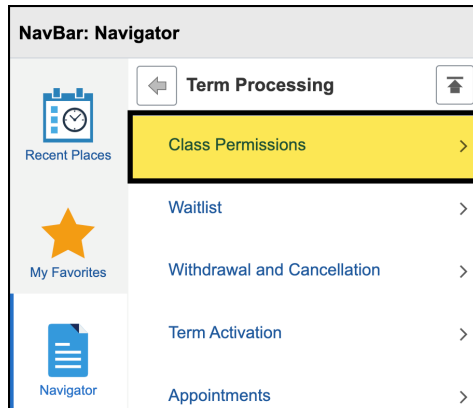 NavBar: Navigator
Term Processing
Recent Places
Class Permissions
Waitlist
My Favorites
Withdrawal and Cancellation
Term Activation
Navigator
Appointments